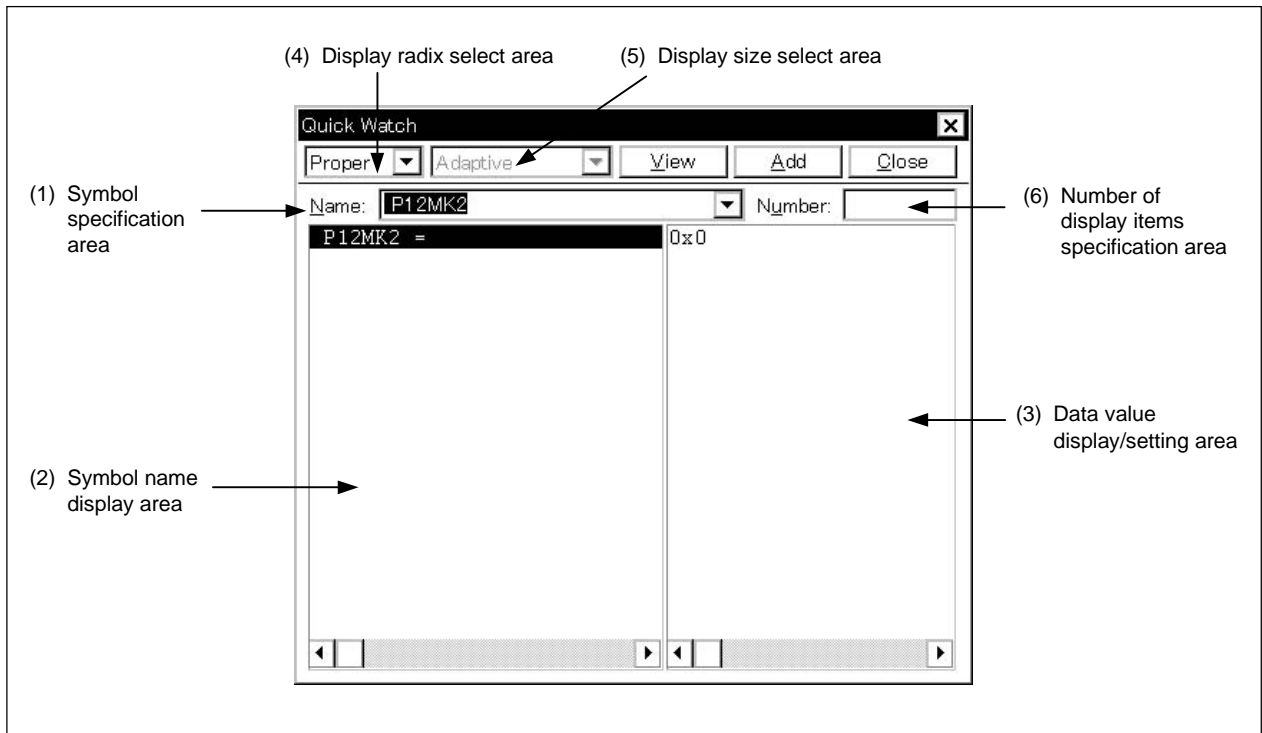 (4) Display radix select area
(5) Display size select area
Quick Watch
Proper
Adaptive
View
Add
Close
(1) Symbol
specification
area
Name:
P12MK2
Number:
(6) Number of
display items
specification area
P12MK2 =
0x0
(3) Data value
display/setting area
(2) Symbol name
display area